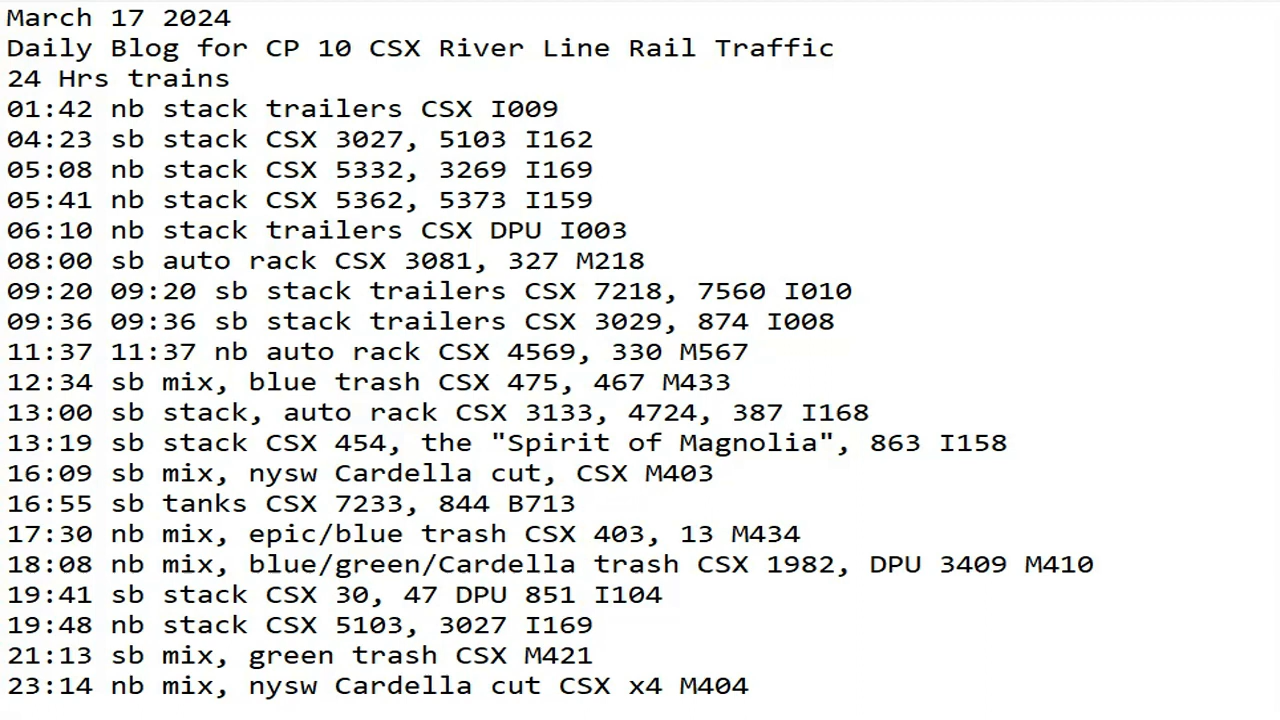 March 17 2024
Daily Blog for CP 10 CSX River Line Rail Traffic
24 Hrs trains
01:42 nb stack trailers CSX I009
04:23 sb stack CSX 3027, 5103 I162
05:08 nb stack CSX 5332, 3269 I169
05:41 nb stack CSX 5362, 5373 I159
06:10 nb stack trailers CSX DPU I003
08:00 sb auto rack CSX 3081, 327 M218
09:20 09:20 sb stack trailers CSX 7218, 7560 I010
09:36 09:36 sb stack trailers CSX 3029, 874 I008
11:37 11:37 nb auto rack CSX 4569, 330 M567
12:34 sb mix, blue trash CSX 475, 467 M433
13:00 sb stack, auto rack CSX 3133, 4724, 387 I168
13:19 sb stack CSX 454, the "Spirit of Magnolia", 863 I158
16:09 sb mix, nysw Cardella cut, CSX M403
16:55 sb tanks CSX 7233, 844 B713
17:30 nb mix, epic/blue trash CSX 403, 13 M434
18:08 nb mix, blue/green/Cardella trash CSX 1982, DPU 3409 M410
19:41 sb stack CSX 30, 47 DPU 851 I104
19:48 nb stack CSX 5103, 3027 I169
21:13 sb mix, green trash CSX M421
23:14 nb mix, nysw Cardella cut CSX x4 M404